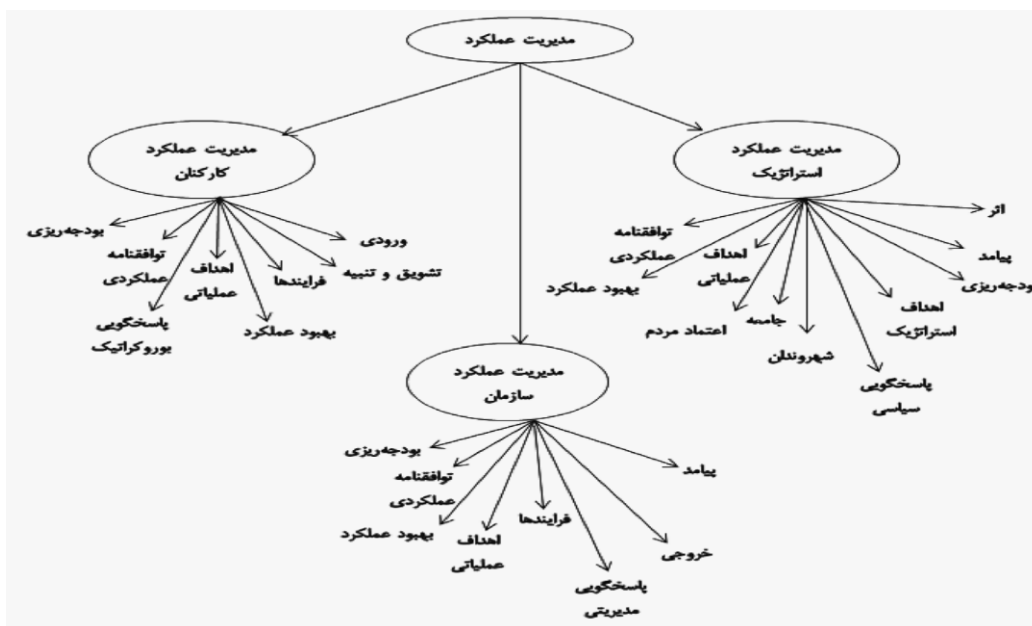 مدیریت عملکرد
مدیریت عملکرد
استراتژیک
اثر
پیامد
بودجه‌ریزی
اهداف
استراتژیک
پاسخگویی
سیاسی
شهروندان
جامعه
اعتماد مردم
اهداف
عملیاتی
بهبود عملکرد
توافقنامه
عملکردی
مدیریت عملکرد
کارکنان
ورودی
تشویق و تنبیه
فرایندها
بهبود عملکرد
اهداف
عملیاتی
پاسخگویی
بوروکراتیک
توافقنامه
عملکردی
بودجه‌ریزی
مدیریت عملکرد
سازمان
پیامد
خروجی
پاسخگویی
مدیریتی
فرایندها
اهداف
عملیاتی
بهبود عملکرد
توافقنامه
عملکردی
بودجه‌ریزی